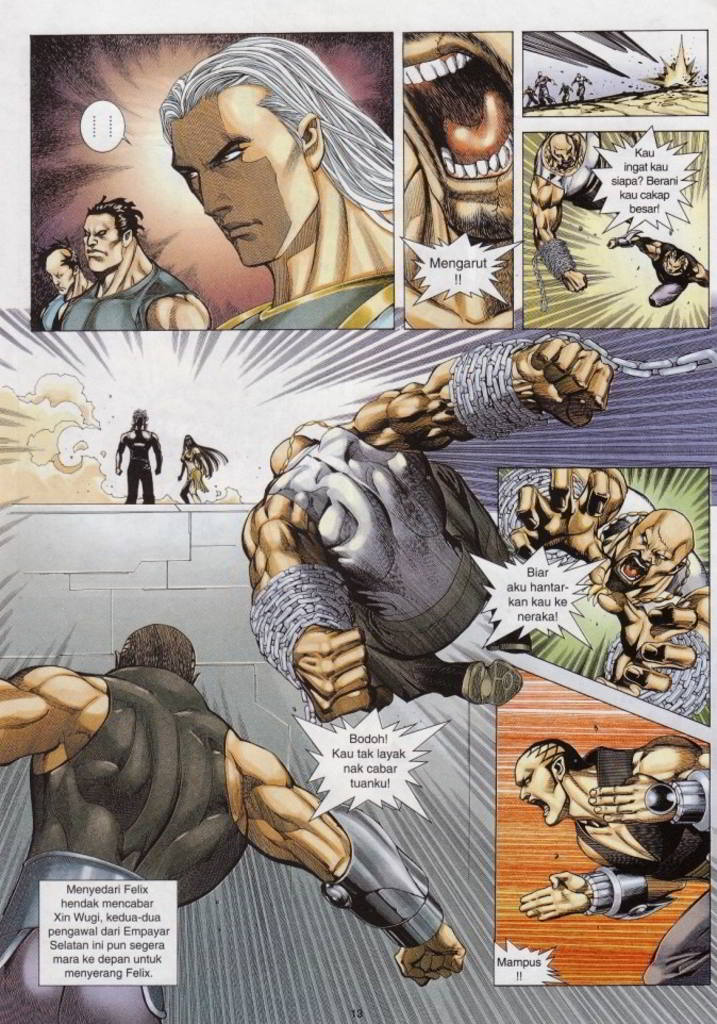 Mengarut
!!
Kau
ingat kau
siapa? Berani
kau cakap
besar!
Biar
aku hantar-
kan kau ke
neraka!
Bodoh!
Kau tak layak
nak cabar
tuanku!
Menyedari Felix
hendak mencabar
Xin Wugi, kedua-dua
pengawal dari Empayar
Selatan ini pun segera
mara ke depan untuk
menyerang Felix.
Mampus
!!
13